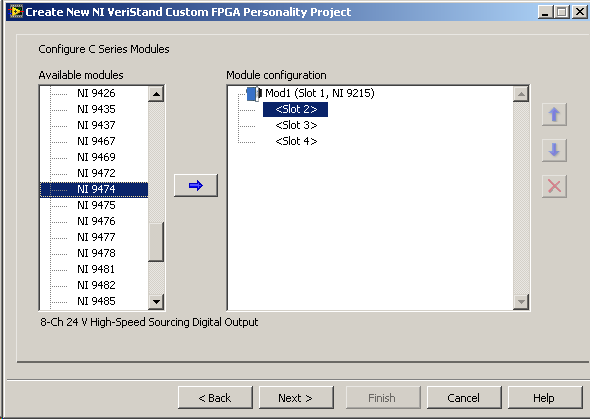 Create New NI VeriStand Custom FPGA Personality Project
Configure C Series Modules
Available modules
NI 9426
NI 9435
NI 9437
NI 9467
NI 9469
NI 9472
NI 9474
NI 9475
NI 9476
NI 9477
NI 9478
NI 9481
NI 9482
NI 9485
8-Ch 24 V High-Speed Sourcing Digital Output
Module configuration
Mod1 (Slot 1, NI 9215)
<Slot 2>
<Slot 3>
<Slot 4>
< Back
Next >
Finish
Cancel
Help